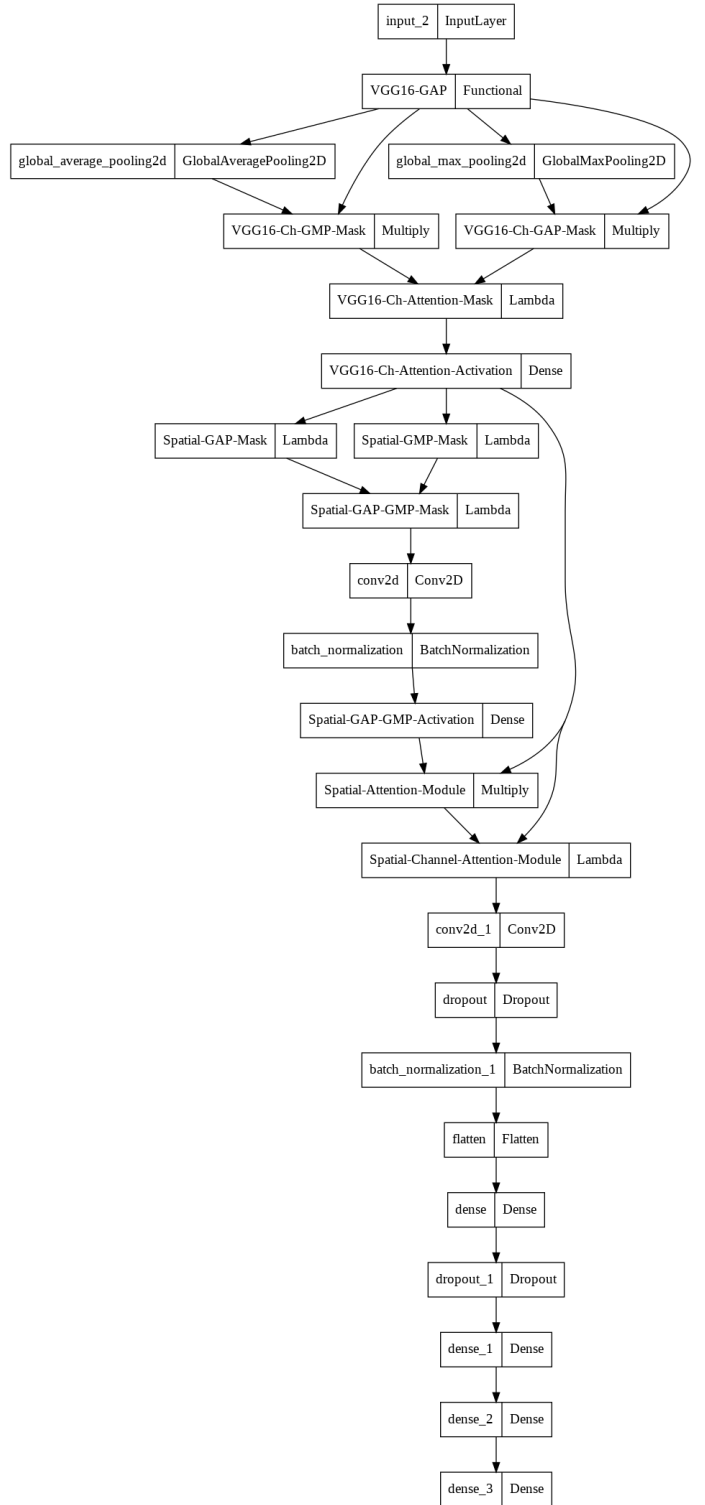 input_2 InputLayer
VGG16-GAP Functional
global_average_pooling2d GlobalAveragePooling2D global_max_pooling2d GlobalMaxPooling2D
VGG16-Ch-GMP-Mask Multiply VGG16-Ch-GAP-Mask Multiply
VGG16-Ch-Attention-Mask Lambda
VGG16-Ch-Attention-Activation Dense
Spatial-GAP-Mask Lambda Spatial-GMP-Mask Lambda
Spatial-GAP-GMP-Mask Lambda
conv2d Conv2D
batch_normalization BatchNormalization
Spatial-GAP-GMP-Activation Dense
Spatial-Attention-Module Multiply
Spatial-Channel-Attention-Module Lambda
conv2d_1 Conv2D
dropout Dropout
batch_normalization_1 BatchNormalization
flatten Flatten
dense Dense
dropout_1 Dropout
dense_1 Dense
dense_2 Dense
dense_3 Dense